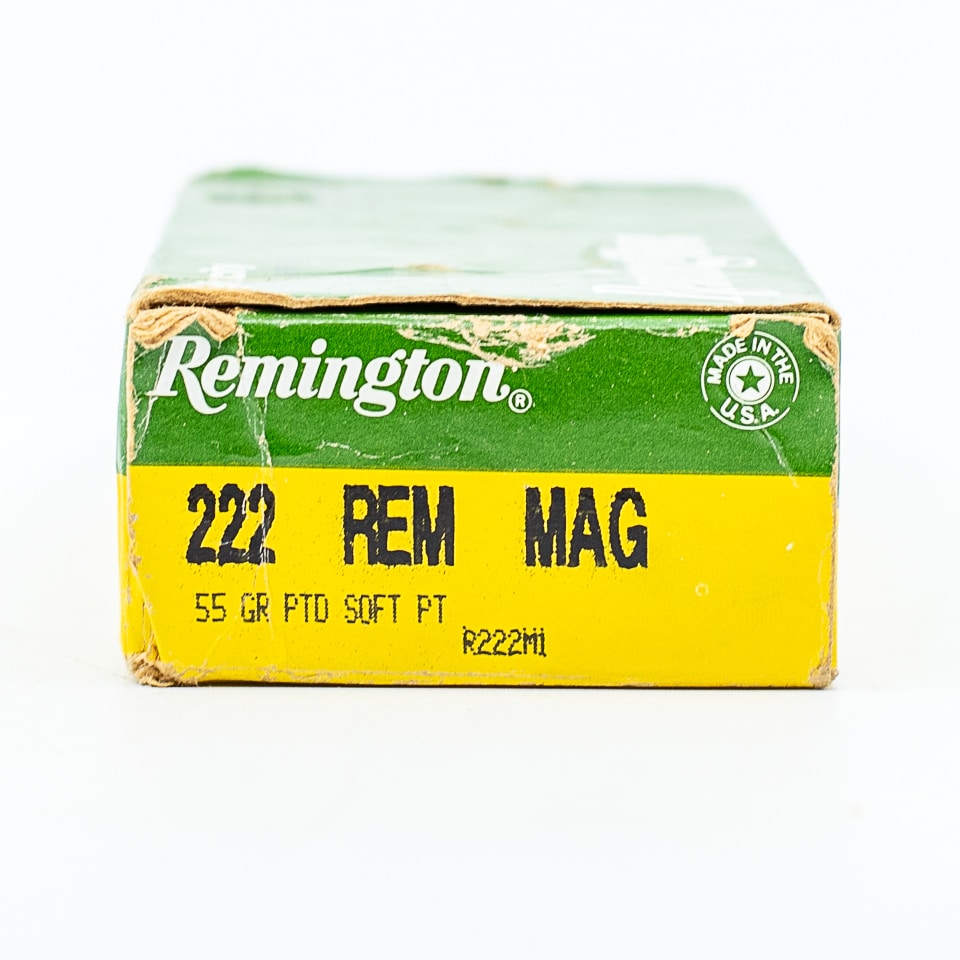 Remington®
MADE IN THE
U.S.A.
222 REM MAG
55 GR PTD SOFT PT
R222M1